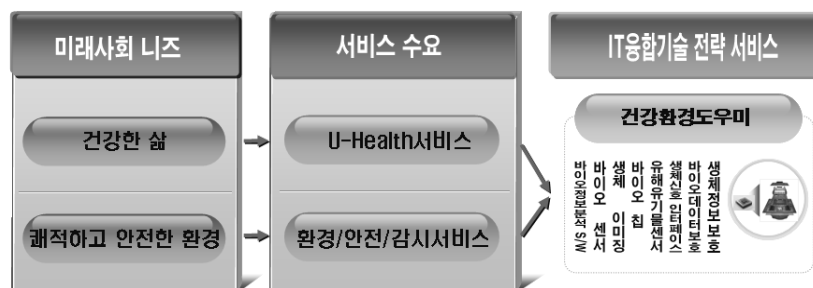 미래사회 니즈
서비스 수요
IT융합기술 전략 서비스
건강한 삶
U-Health서비스
쾌적하고 안전한 환경
환경/안전/감시서비스
건강환경도우미
바이오정보분석 S/W
바이오 센서
생체 이미징
바이오 칩
유해유기물센서
생체신호 인터페이스
바이오데이터보호
생체정보보호